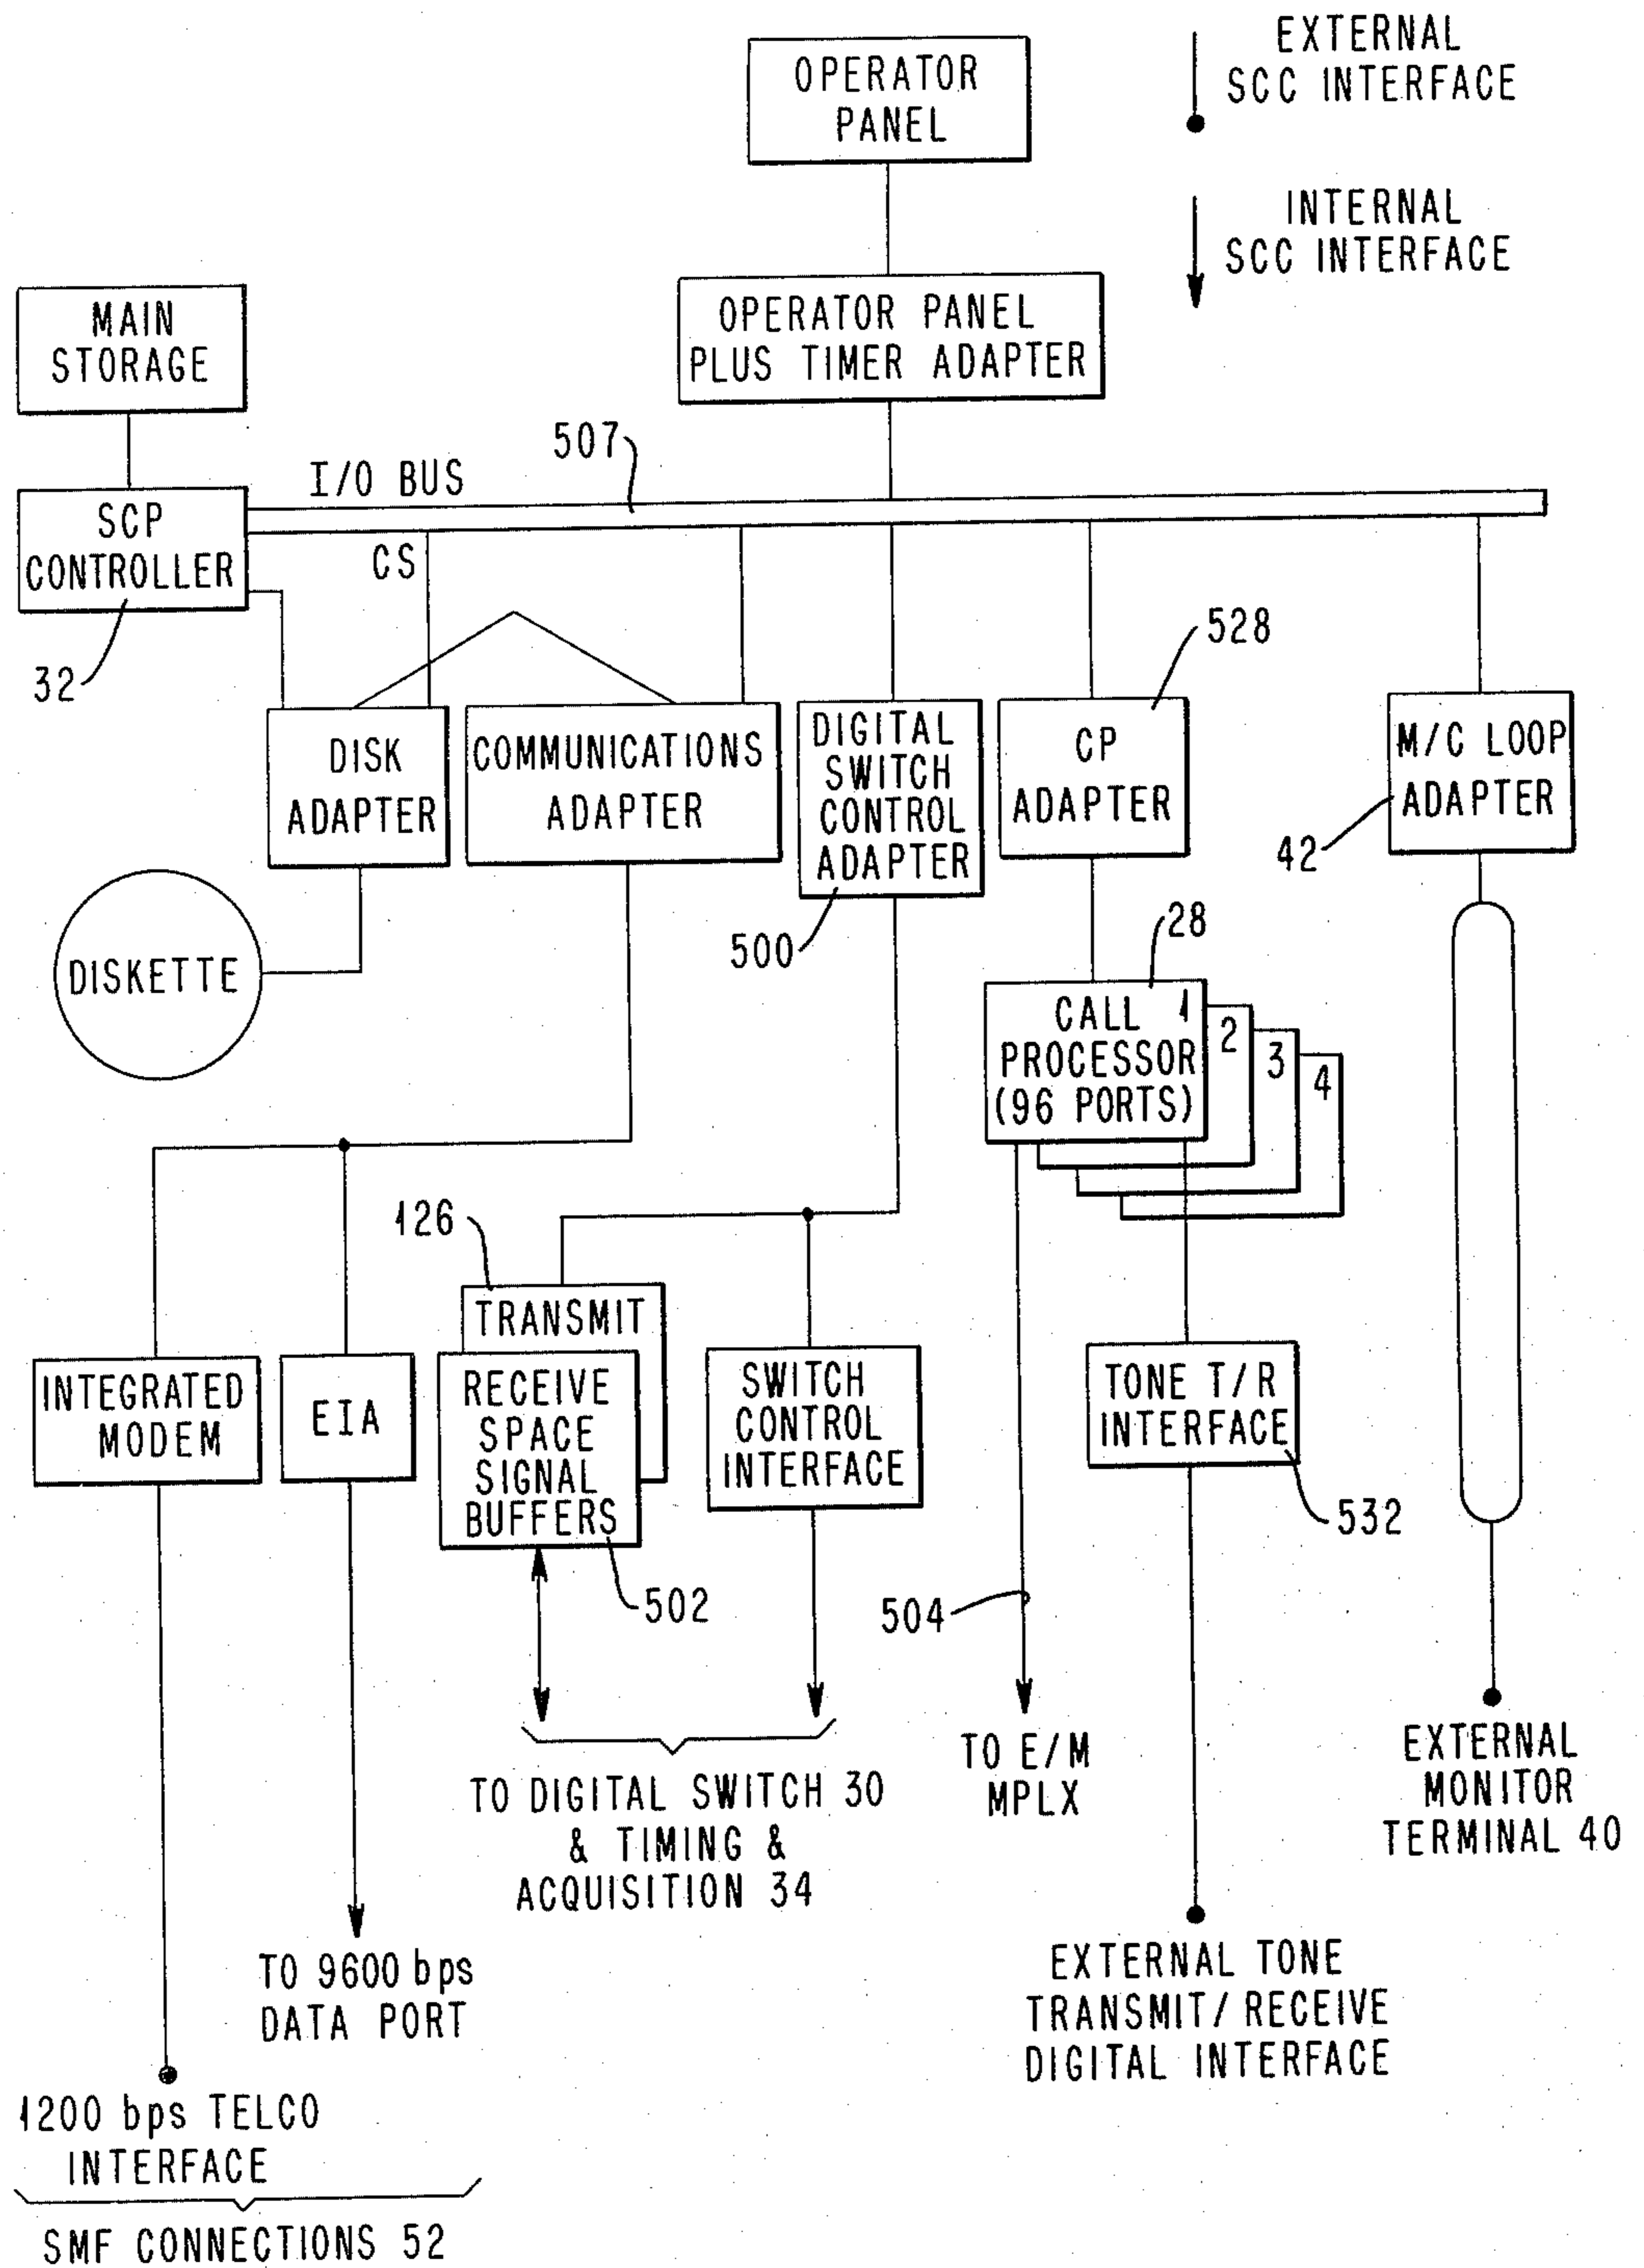 OPERATOR
PANEL
EXTERNAL
SCC INTERFACE
INTERNAL
SCC INTERFACE
MAIN
STORAGE
OPERATOR PANEL
PLUS TIMER ADAPTER
507
I/O BUS
SCP
CONTROLLER
CS
32
528
DISK
ADAPTER
COMMUNICATIONS
ADAPTER
DIGITAL
SWITCH
CONTROL
ADAPTER
CP
ADAPTER
M/C LOOP
ADAPTER
42
500
28
DISKETTE
CALL 1
PROCESSOR
(96 PORTS)
2
3
4
126
TRANSMIT
RECEIVE
SPACE
SIGNAL
BUFFERS
SWITCH
CONTROL
INTERFACE
INTEGRATED
MODEM
EIA
TONE T/R
INTERFACE
532
502
504
TO DIGITAL SWITCH 30
& TIMING &
ACQUISITION 34
TO E/M
MPLX
EXTERNAL
MONITOR
TERMINAL 40
TO 9600 bps
DATA PORT
EXTERNAL TONE
TRANSMIT/RECEIVE
DIGITAL INTERFACE
1200 bps TELCO
INTERFACE
SMF CONNECTIONS 52